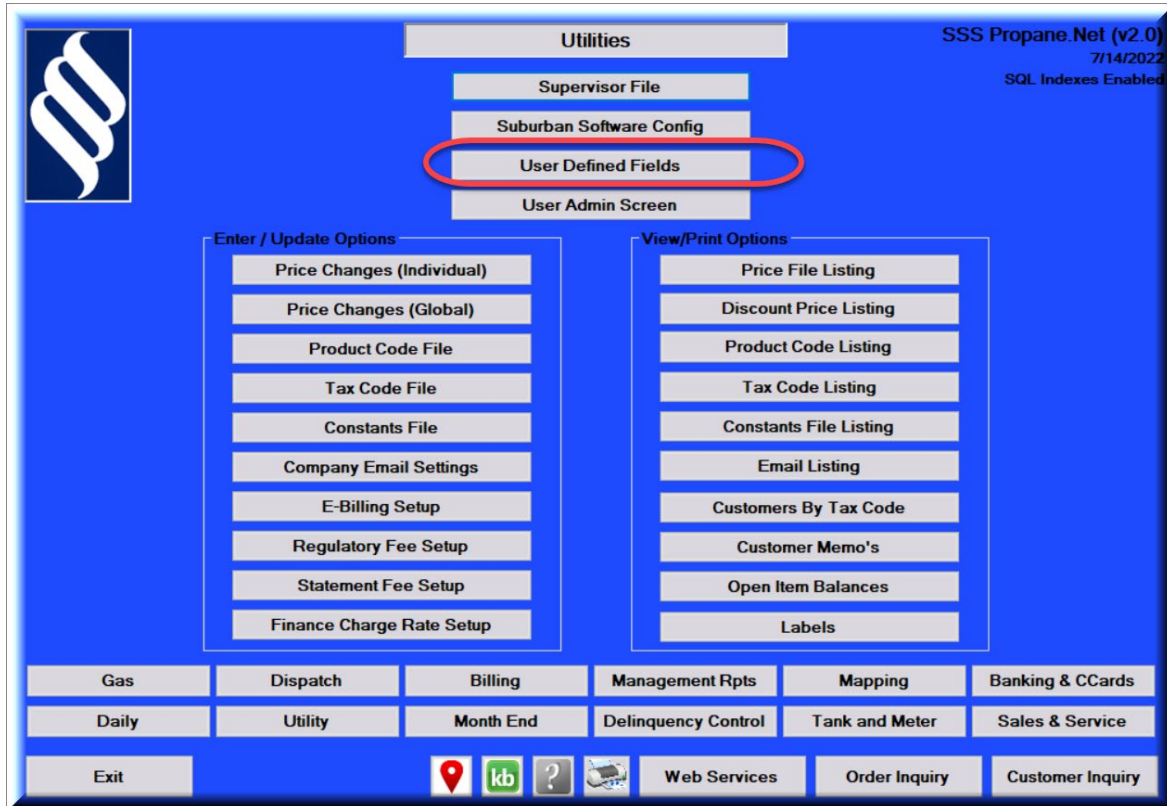 Utilities
SSS Propane.Net (v2.0)
7/14/2022
SQL Indexes Enabled
Supervisor File
Suburban Software Config
User Defined Fields
User Admin Screen
Enter / Update Options
Price Changes (Individual)
Price Changes (Global)
Product Code File
Tax Code File
Constants File
Company Email Settings
E-Billing Setup
Regulatory Fee Setup
Statement Fee Setup
Finance Charge Rate Setup
View/Print Options
Price File Listing
Discount Price Listing
Product Code Listing
Tax Code Listing
Constants File Listing
Email Listing
Customers By Tax Code
Customer Memo's
Open Item Balances
Labels
Gas Dispatch Billing Management Rpts Mapping Banking & CCards
Daily Utility Month End Delinquency Control Tank and Meter Sales & Service
Exit kb ? Web Services Order Inquiry Customer Inquiry